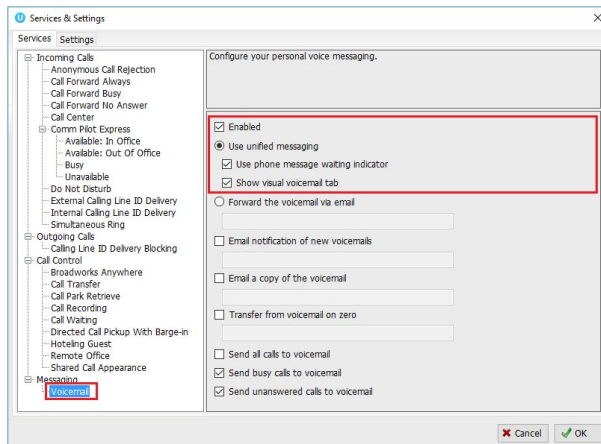 Services & Settings
Services Settings
Incoming Calls
Anonymous Call Rejection
Call Forward Always
Call Forward Busy
Call Forward No Answer
Call Center
Comm Pilot Express
Available: In Office
Available: Out Of Office
Busy
Unavailable
Do Not Disturb
External Calling Line ID Delivery
Internal Calling Line ID Delivery
Simultaneous Ring
Outgoing Calls
Calling Line ID Delivery Blocking
Call Control
Broadworks Anywhere
Call Transfer
Call Park Retrieve
Call Recording
Call Waiting
Directed Call Pickup With Barge-in
Hoteling Guest
Remote Office
Shared Call Appearance
Messaging
Voicemail
Configure your personal voice messaging.
Enabled
Use unified messaging
Use phone message waiting indicator
Show visual voicemail tab
Forward the voicemail via email
Email notification of new voicemails
Email a copy of the voicemail
Transfer from voicemail on zero
Send all calls to voicemail
Send busy calls to voicemail
Send unanswered calls to voicemail
Cancel OK